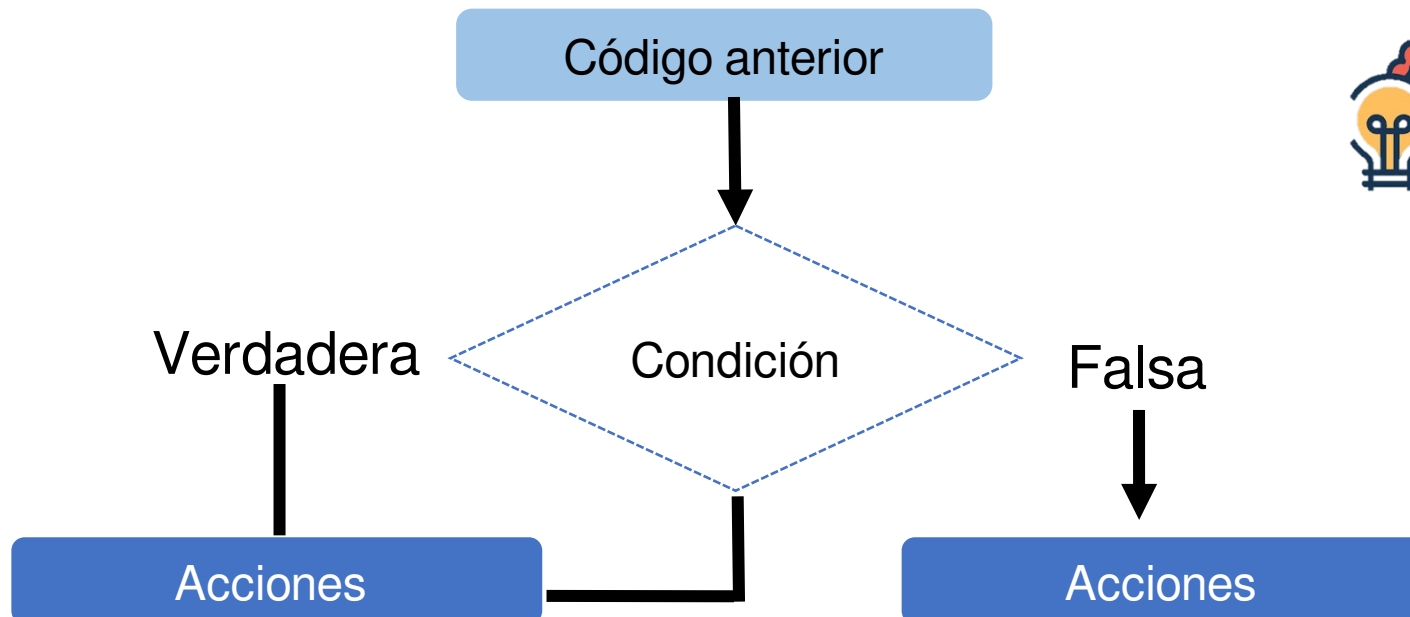 Código anterior
Verdadera
Condición
Falsa
Acciones
Acciones